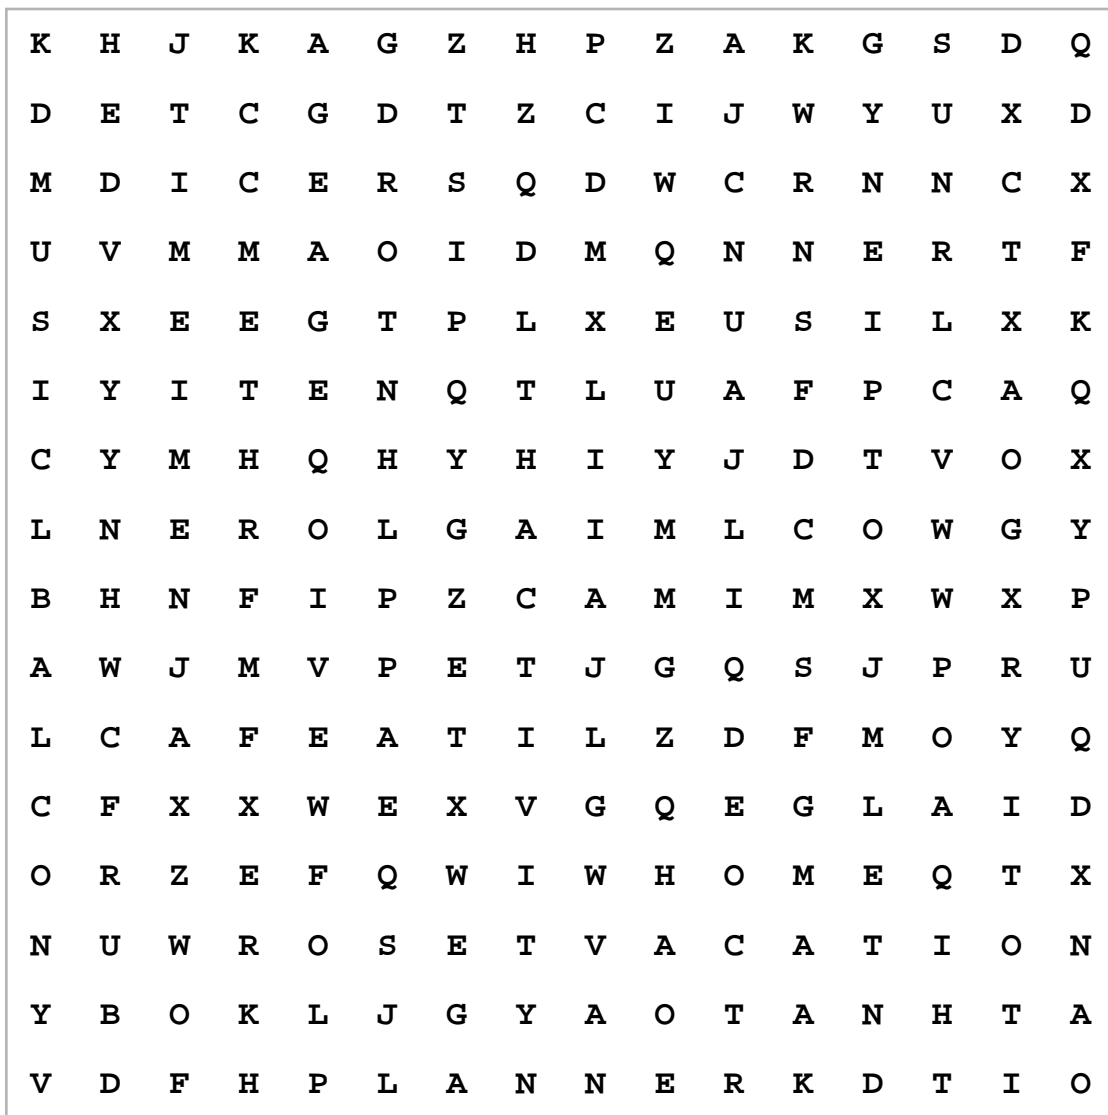 K H J K A G Z H P Z A K G S D Q
D E T C G D T Z C I J W Y U X D
M D I C E R S Q D W C R N N C X
U V M M A O I D M Q N N E R T F
S X E E G T P L X E U S I L X K
I Y I T E N Q T L U A F P C A Q
C Y M H Q H Y H I Y J D T V O X
L N E R O L G A I M L C O W G Y
B H N F I P Z C A M I M X W X P
A W J M V P E T J G Q S J P R U
L C A F E A T I L Z D F M O Y Q
C F X X W E X V G Q E G L A I D
O R Z E F Q W I W H O M E Q T X
N U W R O S E T V A C A T I O N
Y B O K L J G Y A O T A N H T A
V D F H P L A N N E R K D T I O